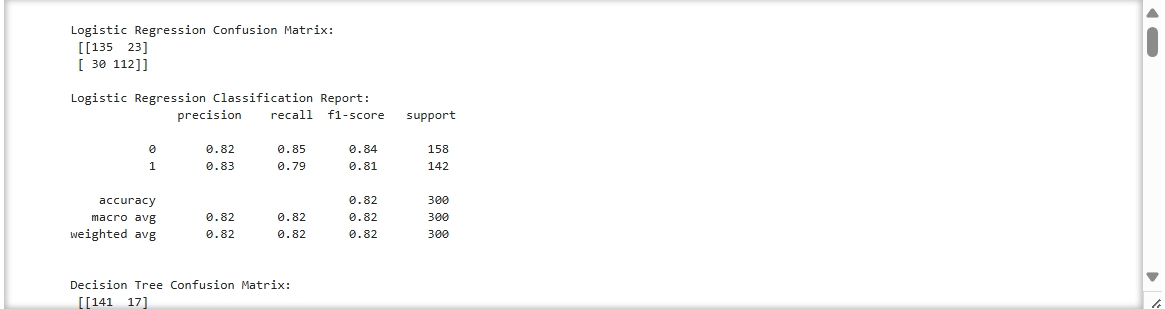 Logistic Regression Confusion Matrix:
[[135  23]
[ 30 112]]
Logistic Regression Classification Report:
precision    recall  f1-score   support
0       0.82      0.85      0.84       158
1       0.83      0.79      0.81       142
accuracy                           0.82       300
macro avg       0.82      0.82      0.82       300
weighted avg       0.82      0.82      0.82       300
Decision Tree Confusion Matrix:
[[141  17]